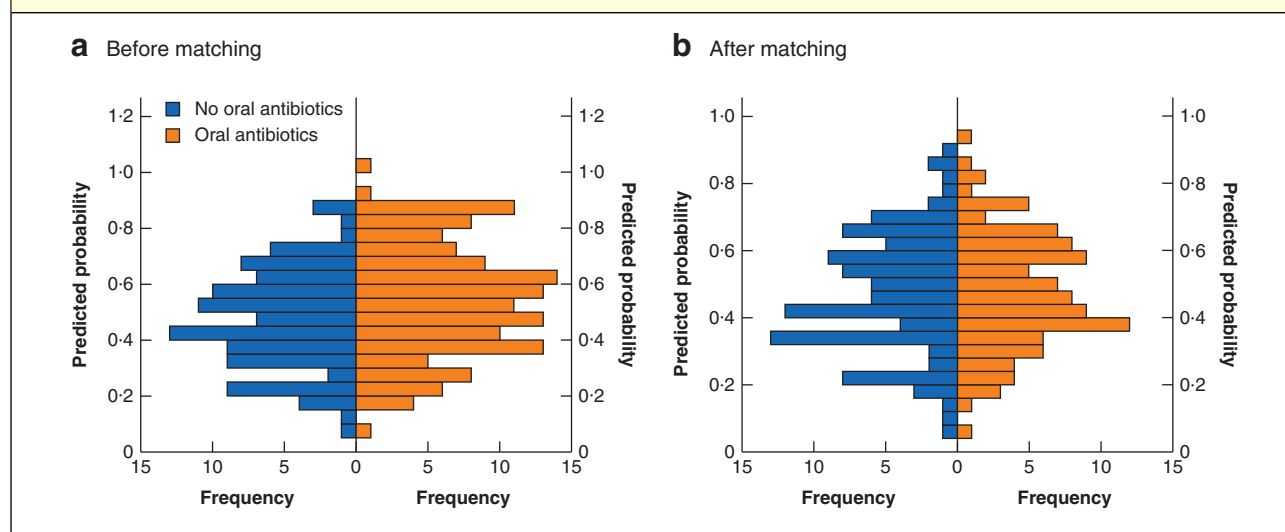 a Before matching
b After matching
No oral antibiotics
Oral antibiotics
1·2
1·0
0·8
0·6
0·4
0·2
0
Predicted probability
1·2
1·0
0·8
0·6
0·4
0·2
0
Predicted probability
15 10 5 0 5 10 15
Frequency Frequency
1·0
0·8
0·6
0·4
0·2
0
Predicted probability
1·0
0·8
0·6
0·4
0·2
0
Predicted probability
15 10 5 0 5 10 15
Frequency Frequency